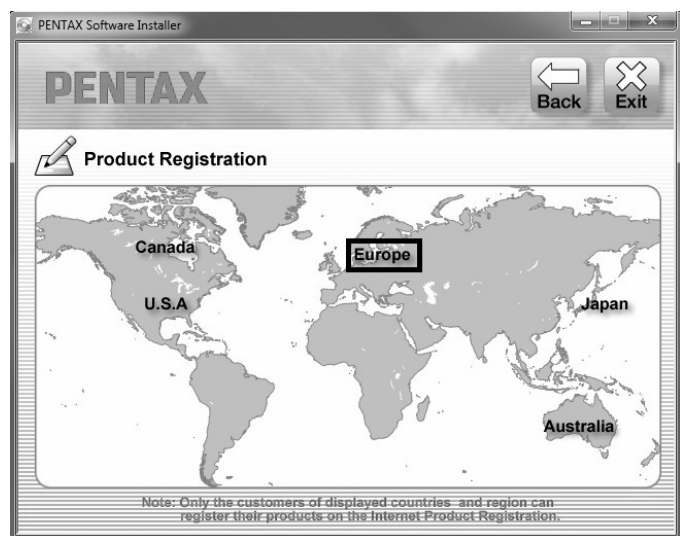 PENTAX Software Installer
PENTAX
Back
Exit
Product Registration
Canada
Europe
U.S.A
Japan
Australia
Note: Only the customers of displayed countries and region can
register their products on the Internet Product Registration.